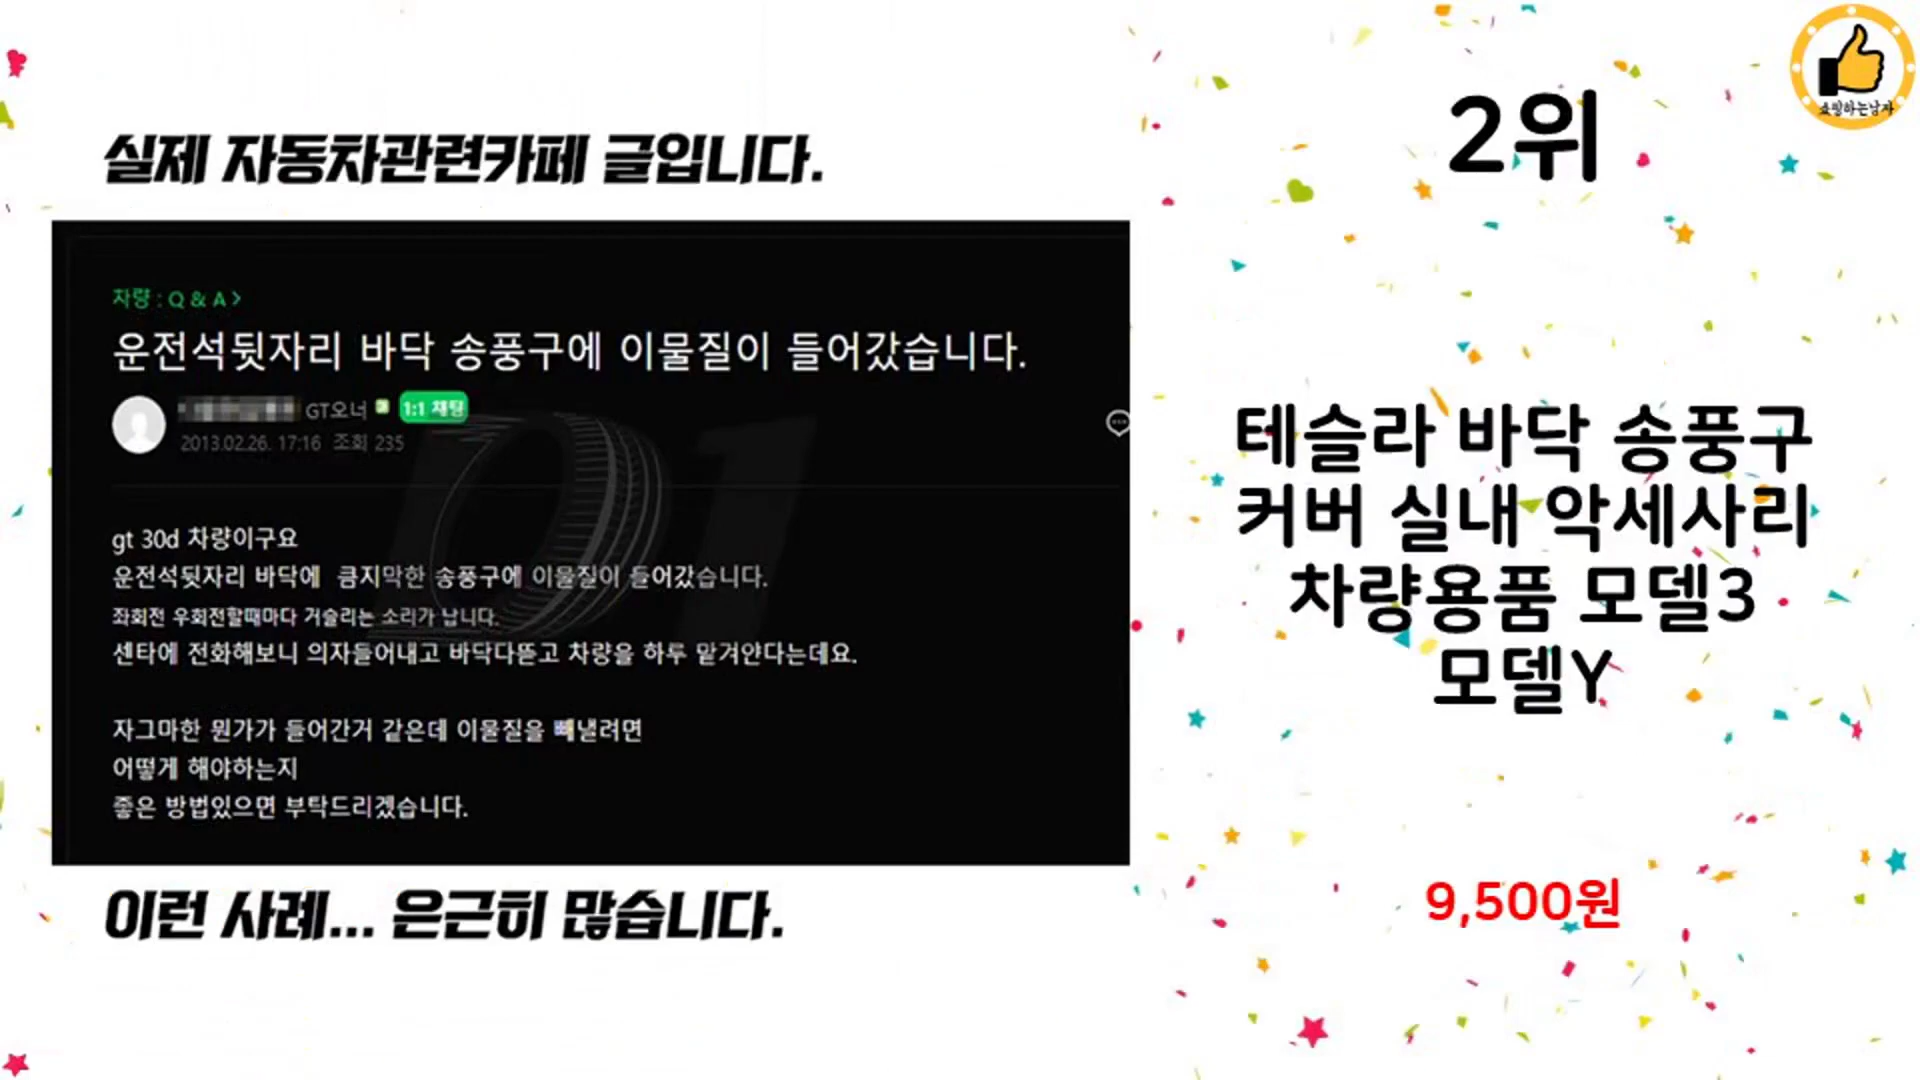 실제 자동차관련카페 글입니다.
차량 : Q & A >
운전석뒷자리 바닥 송풍구에 이물질이 들어갔습니다.
GT오너 1:1 채팅
2013.02.26. 17:16 조회 235
gt 30d 차량이구요
운전석뒷자리 바닥에 큼지막한 송풍구에 이물질이 들어갔습니다.
좌회전 우회전할때마다 거슬리는 소리가 납니다.
센타에 전화해보니 의자들어내고 바닥다뜯고 차량을 하루 맡겨얀다는데요.
자그마한 뭔가가 들어간거 같은데 이물질을 빼낼려면
어떻게 해야하는지
좋은 방법있으면 부탁드리겠습니다.
이런 사례... 은근히 많습니다.
쇼핑하는남자
2위
테슬라 바닥 송풍구
커버 실내 악세사리
차량용품 모델3
모델Y
9,500원